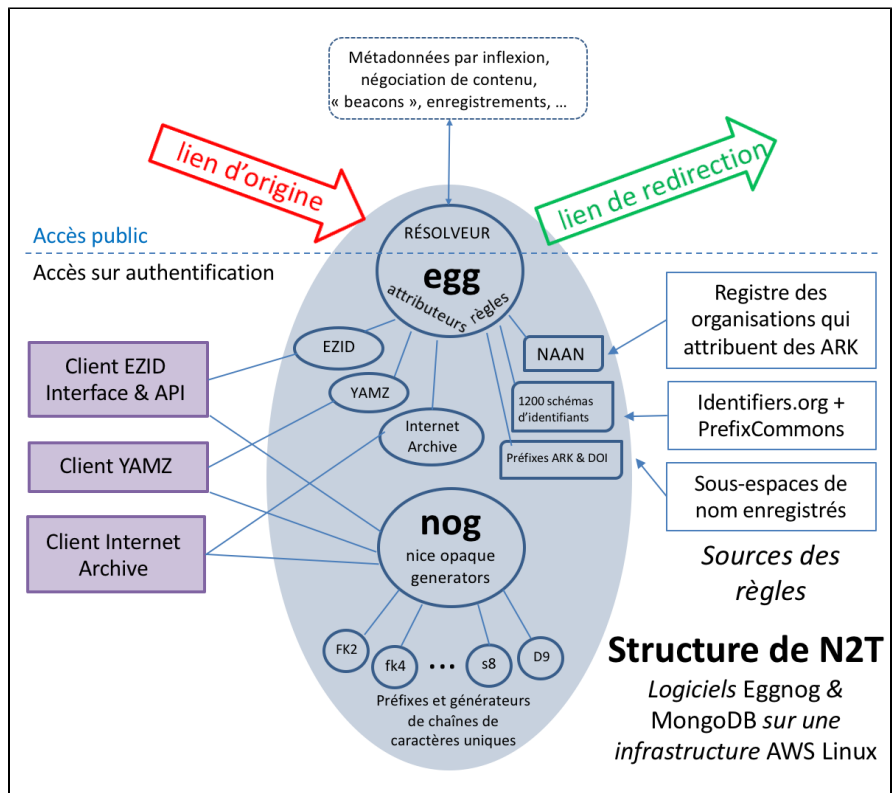 Métadonnées par inflexion,
négociation de contenu,
« beacons », enregistrements, …
lien d'origine
lien de redirection
Accès public
Accès sur authentification
RÉSOLVEUR
egg
attributeurs
règles
EZID
YAMZ
Internet
Archive
NAAN
1200 schémas
d'identifiants
Préfixes ARK & DOI
Client EZID
Interface & API
Client YAMZ
Client Internet
Archive
Registre des
organisations qui
attribuent des ARK
Identifiers.org +
PrefixCommons
Sous-espaces de
nom enregistrés
Sources des
règles
nog
nice opaque
generators
FK2
fk4
...
s8
D9
Préfixes et générateurs
de chaînes de
caractères uniques
Structure de N2T
Logiciels Eggnog &
MongoDB sur une
infrastructure AWS Linux